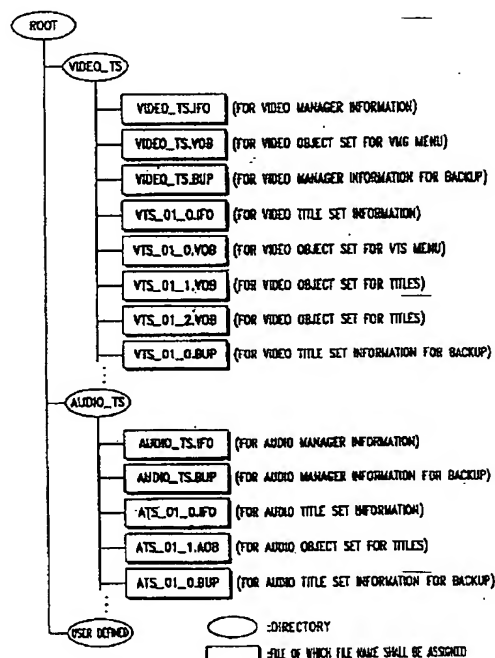 ROOT
VIDEO_TS
VIDEO_TS.IFO (FOR VIDEO MANAGER INFORMATION)
VIDEO_TS.VOB (FOR VIDEO OBJECT SET FOR VMG MENU)
VIDEO_TS.BUP (FOR VIDEO MANAGER INFORMATION FOR BACKUP)
VTS_01_0.IFO (FOR VIDEO TITLE SET INFORMATION)
VTS_01_0.VOB (FOR VIDEO OBJECT SET FOR VTS MENU)
VTS_01_1.VOB (FOR VIDEO OBJECT SET FOR TITLES)
VTS_01_2.VOB (FOR VIDEO OBJECT SET FOR TITLES)
VTS_01_0.BUP (FOR VIDEO TITLE SET INFORMATION FOR BACKUP)
AUDIO_TS
AUDIO_TS.IFO (FOR AUDIO MANAGER INFORMATION)
AUDIO_TS.BUP (FOR AUDIO MANAGER INFORMATION FOR BACKUP)
ATS_01_0.IFO (FOR AUDIO TITLE SET INFORMATION)
ATS_01_1.AOB (FOR AUDIO OBJECT SET FOR TITLES)
ATS_01_0.BUP (FOR AUDIO TITLE SET INFORMATION FOR BACKUP)
USER DEFINED
:DIRECTORY
:FILE OF WHICH FILE NAME SHALL BE ASSIGNED